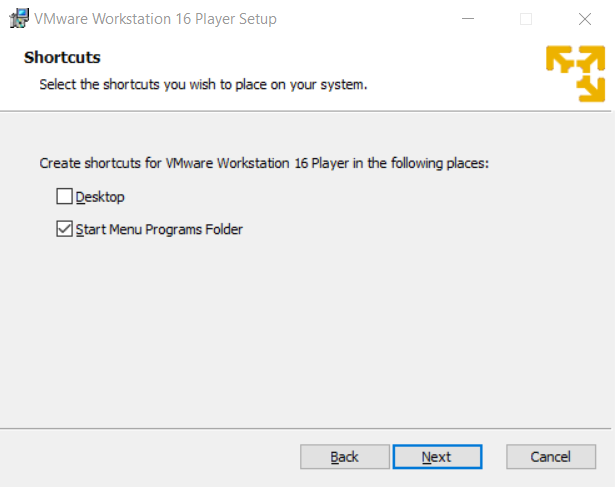 VMware Workstation 16 Player Setup
Shortcuts
Select the shortcuts you wish to place on your system.
Create shortcuts for VMware Workstation 16 Player in the following places:
Desktop
Start Menu Programs Folder
Back Next Cancel